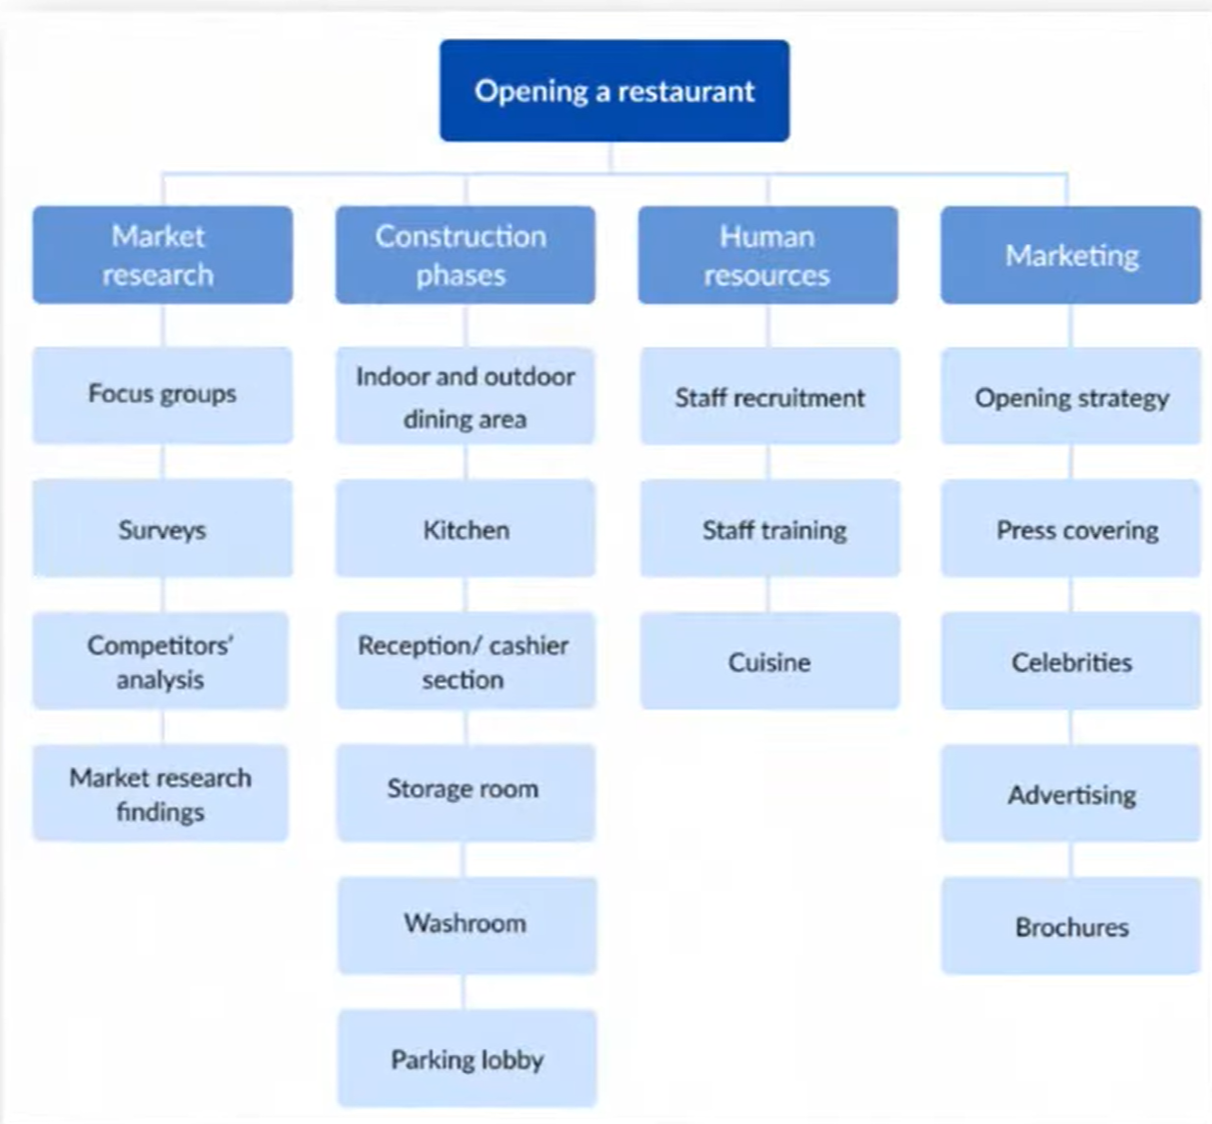 Opening a restaurant
Market
research
Focus groups
Surveys
Competitors’
analysis
Market research
findings
Construction
phases
Indoor and outdoor
dining area
Kitchen
Reception/ cashier
section
Storage room
Washroom
Parking lobby
Human
resources
Staff recruitment
Staff training
Cuisine
Marketing
Opening strategy
Press covering
Celebrities
Advertising
Brochures